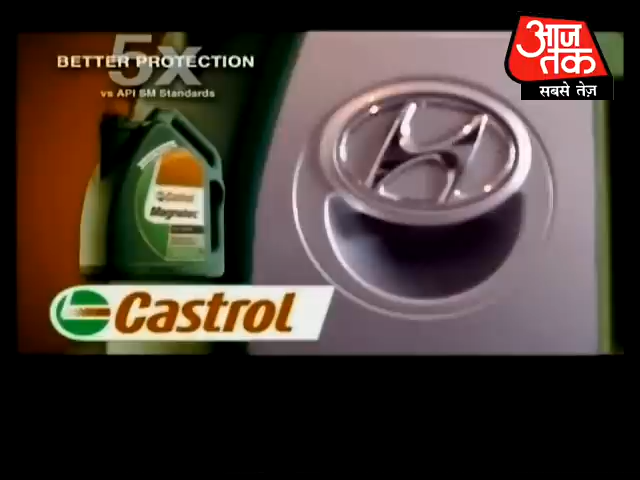 5x
BETTER PROTECTION
vs API SM Standards
आज
तक
सबसे तेज़
Castrol
Magnatec
Castrol